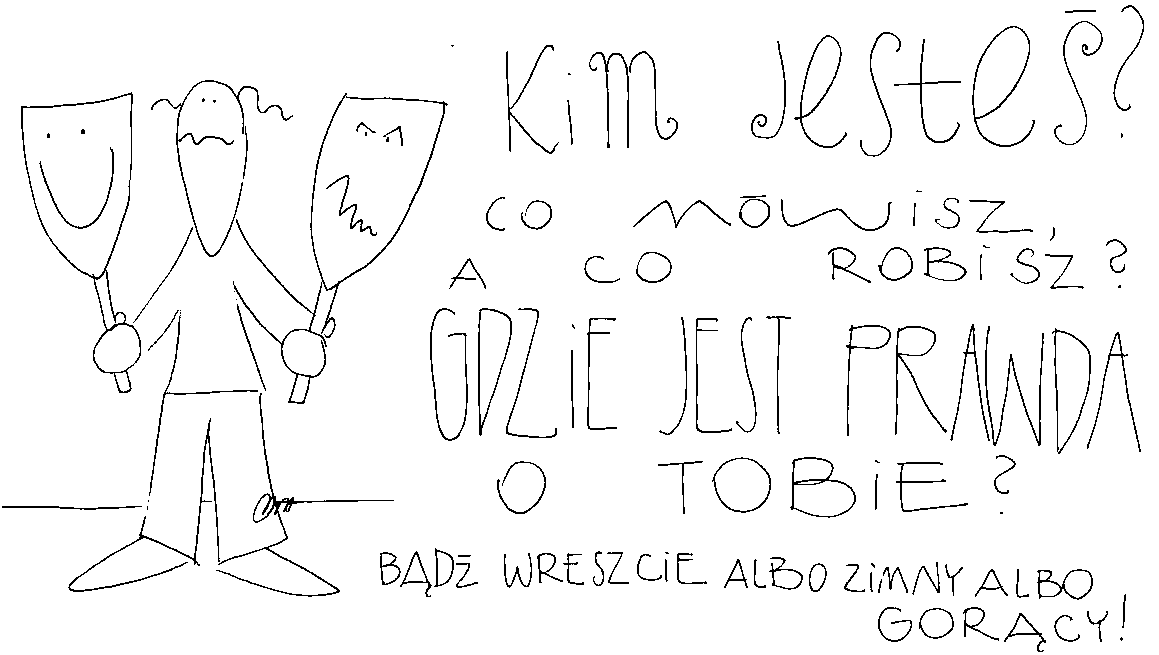 Kim jesteś?
CO MÓWISZ,
A CO ROBISZ?
GDZIE JEST PRAWDA
O TOBIE?
BĄDŹ WRESZCIE ALBO ZIMNY ALBO
GORĄCY!